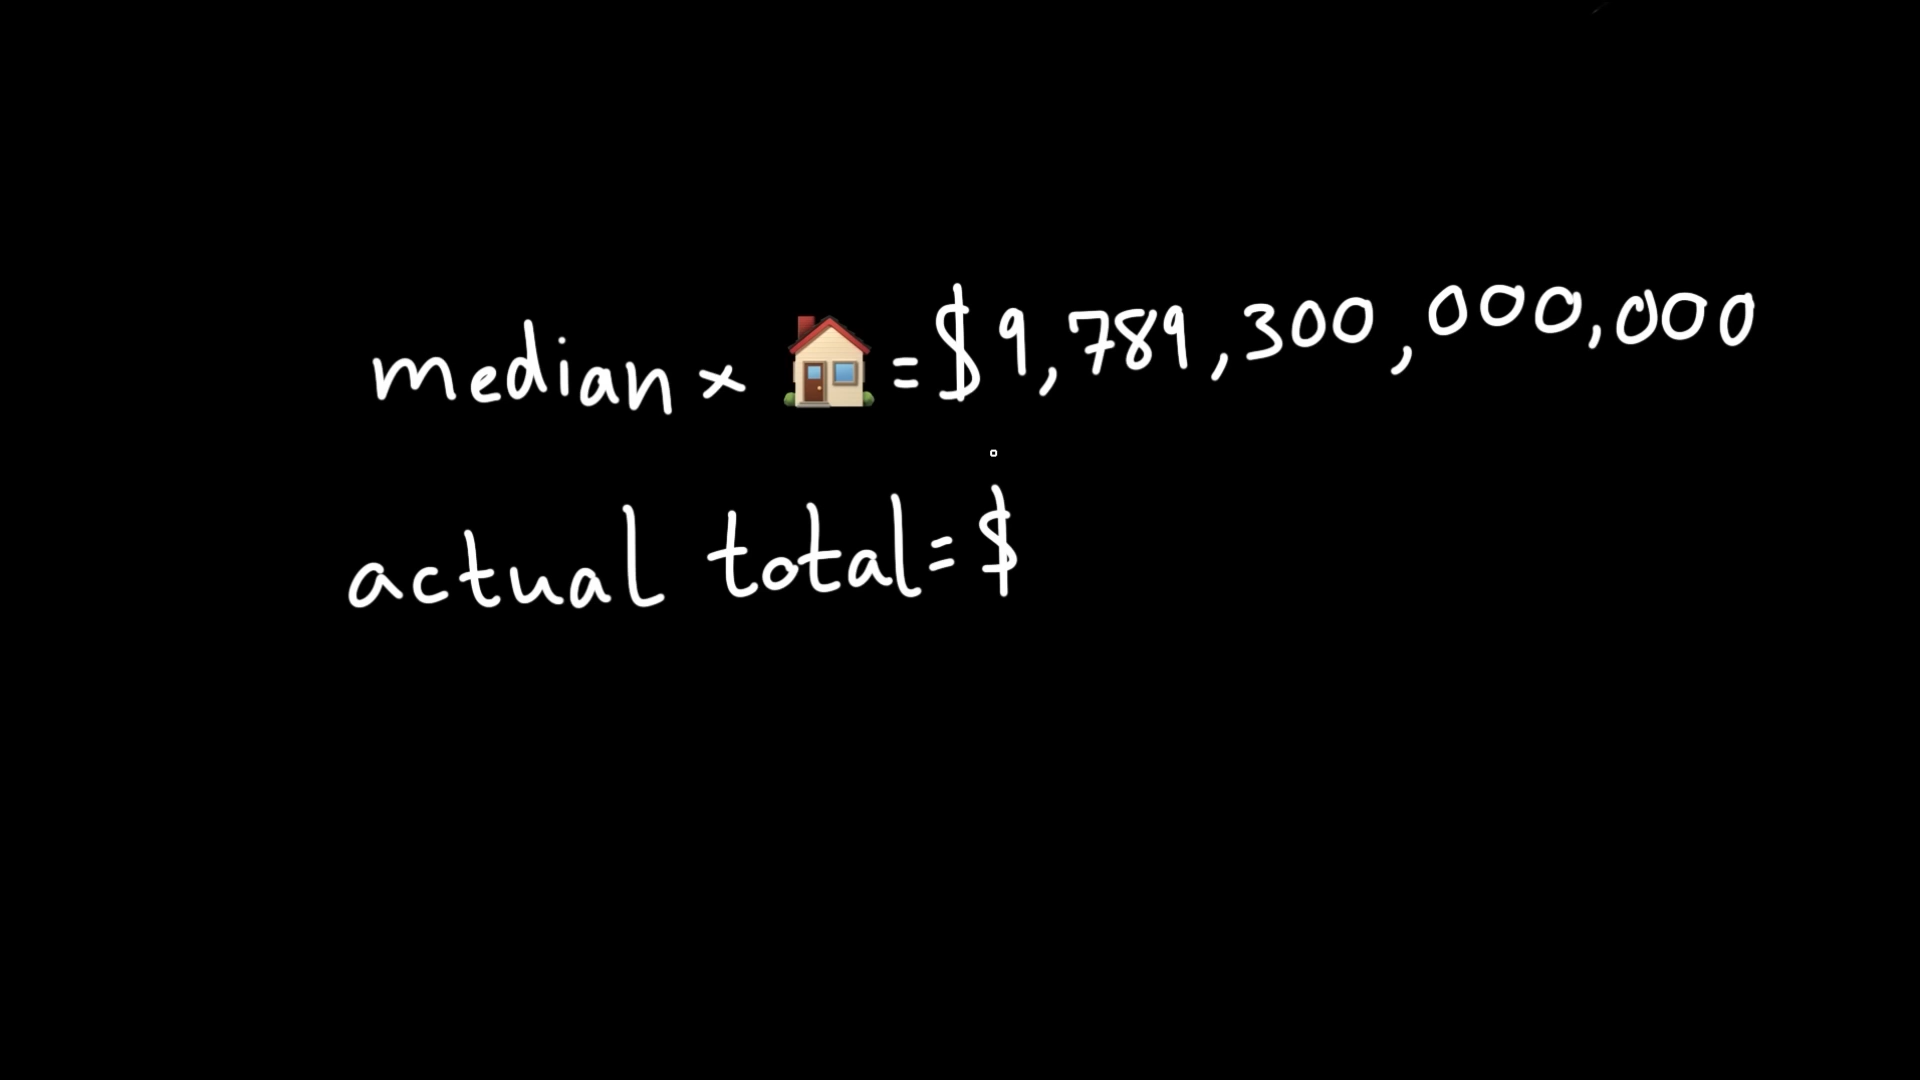 median × 🏠 = $9,789,300,000,000
actual total = $